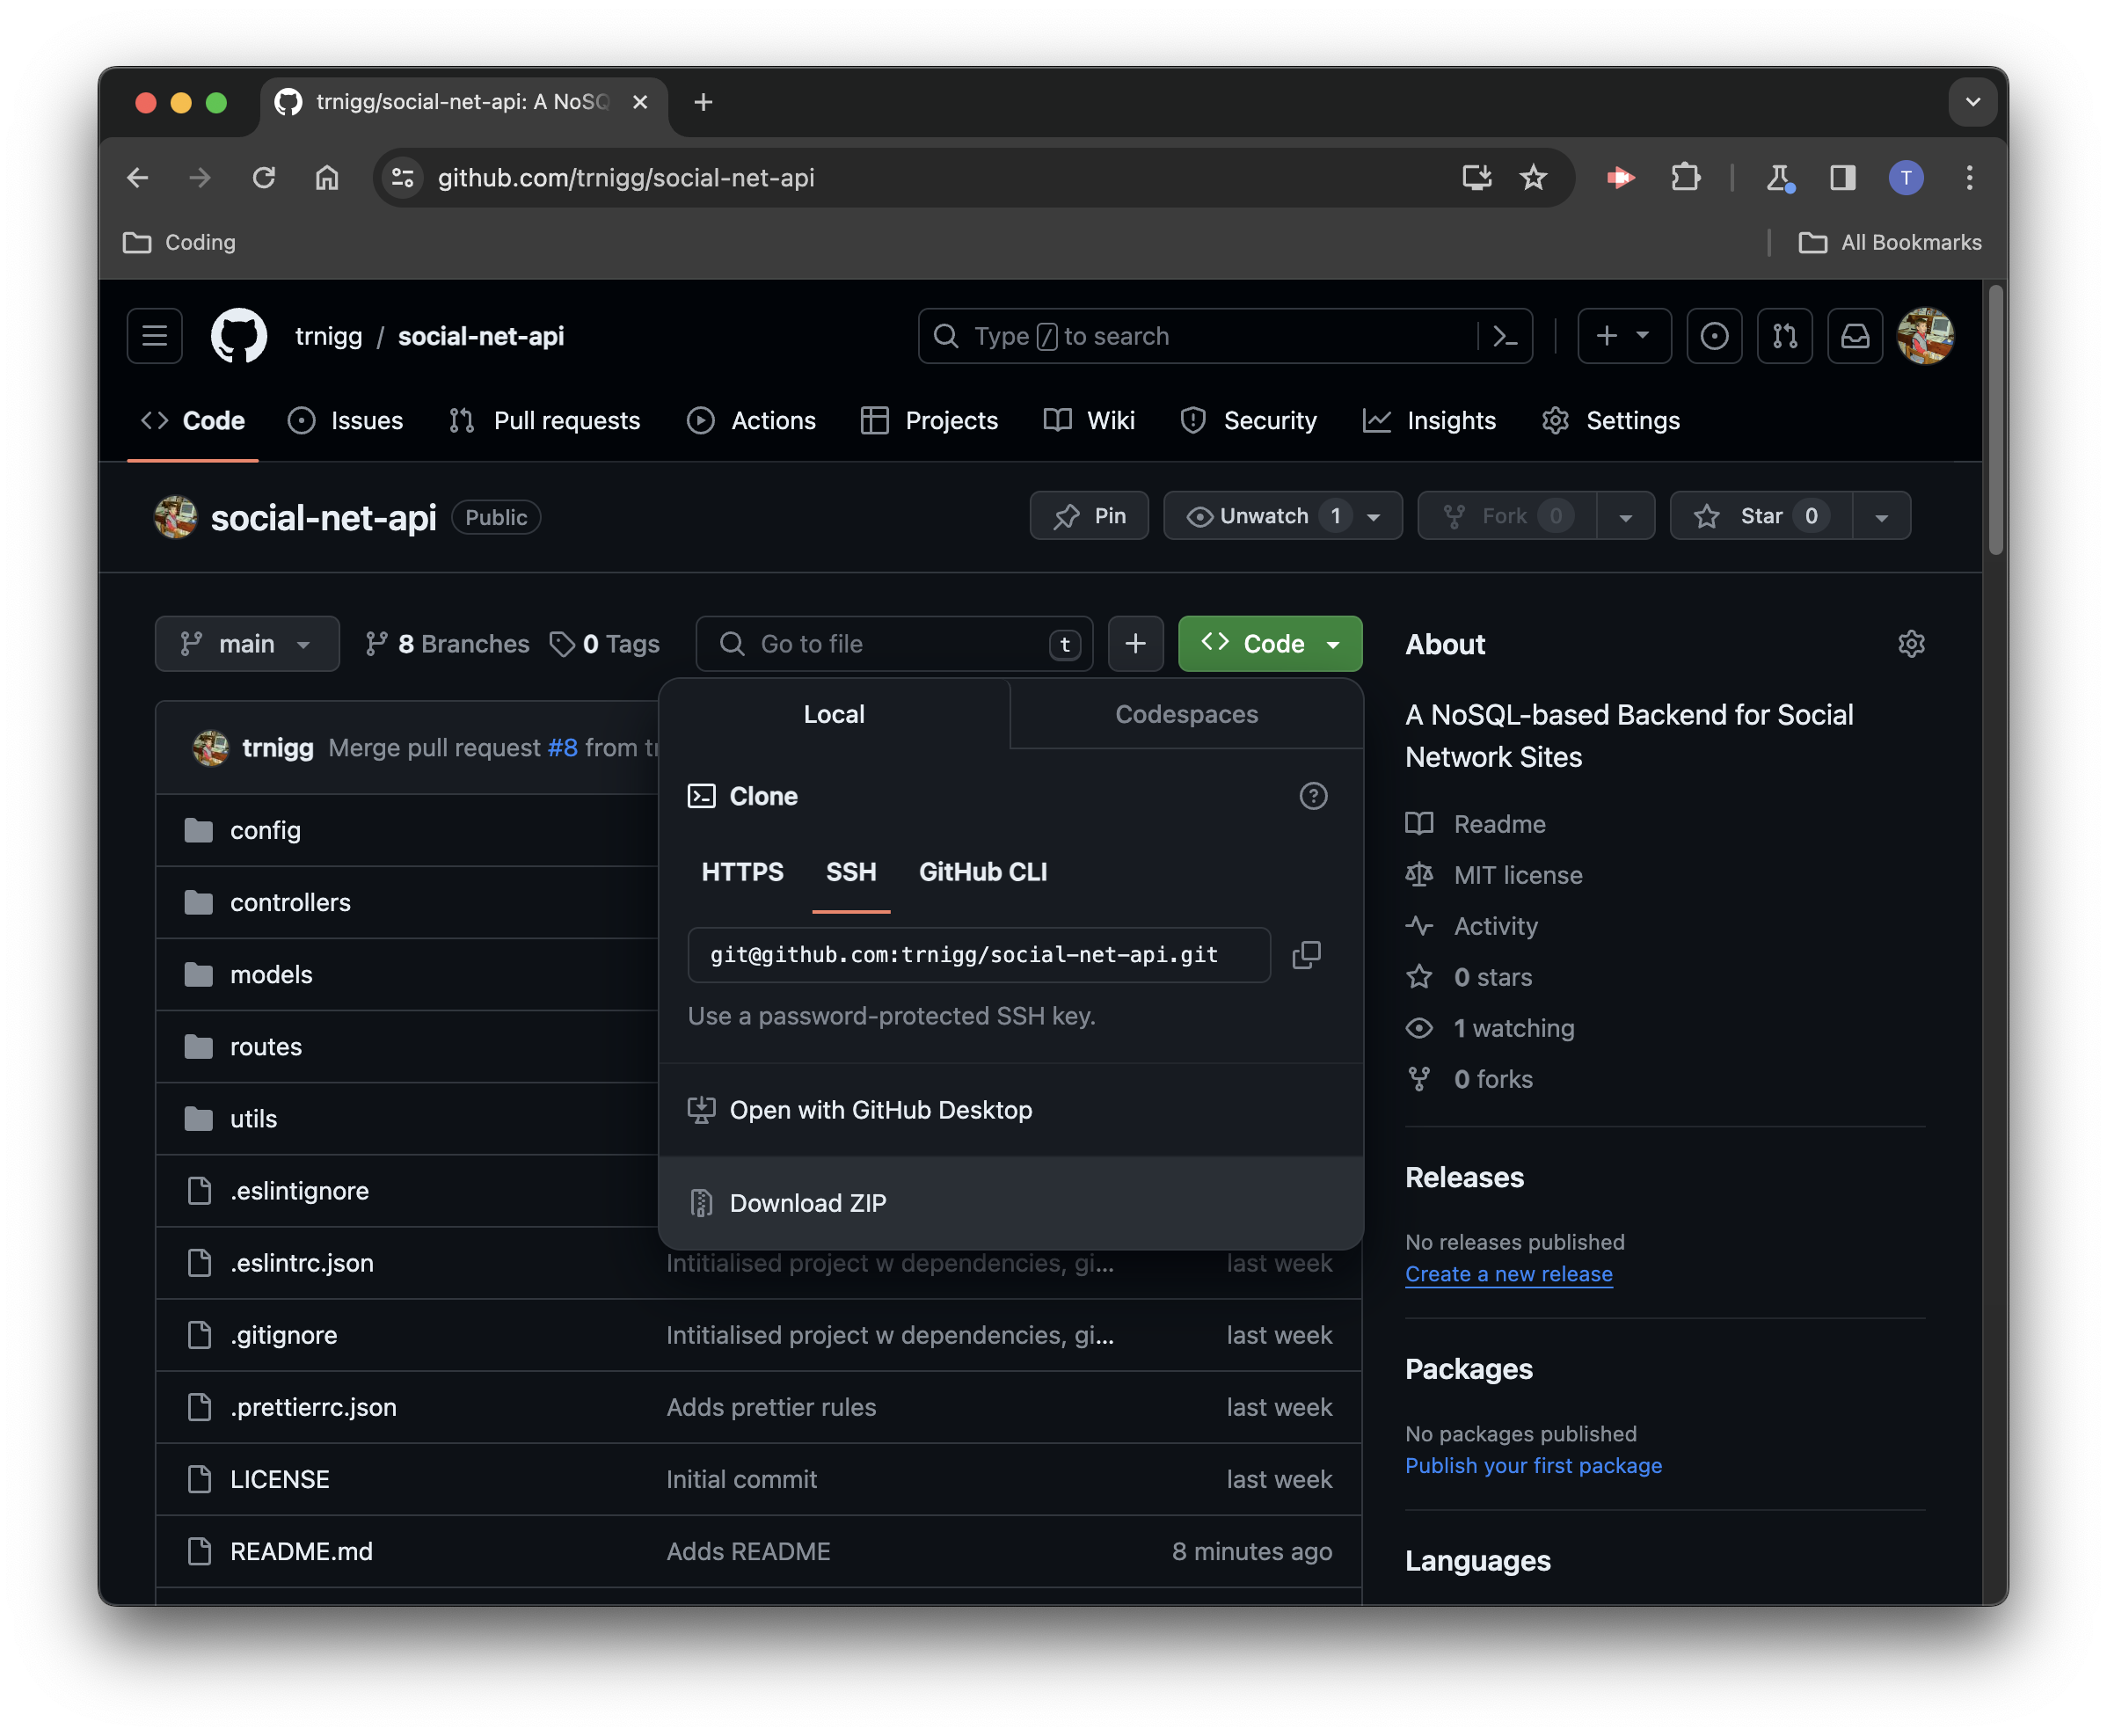 trnigg/social-net-api: A NoSQ
github.com/trnigg/social-net-api
T
Coding
All Bookmarks
trnigg / social-net-api
Type / to search
Code
Issues
Pull requests
Actions
Projects
Wiki
Security
Insights
Settings
social-net-api
Public
Pin
Unwatch 1
Fork 0
Star 0
main
8 Branches
0 Tags
Go to file
t
Code
Local
Codespaces
Clone
HTTPS
SSH
GitHub CLI
git@github.com:trnigg/social-net-api.git
Use a password-protected SSH key.
Open with GitHub Desktop
Download ZIP
trnigg Merge pull request #8 from tr
config
controllers
models
routes
utils
.eslintignore
.eslintrc.json Intitialised project w dependencies, gi... last week
.gitignore Intitialised project w dependencies, gi... last week
.prettierrc.json Adds prettier rules last week
LICENSE Initial commit last week
README.md Adds README 8 minutes ago
About
A NoSQL-based Backend for Social
Network Sites
Readme
MIT license
Activity
0 stars
1 watching
0 forks
Releases
No releases published
Create a new release
Packages
No packages published
Publish your first package
Languages